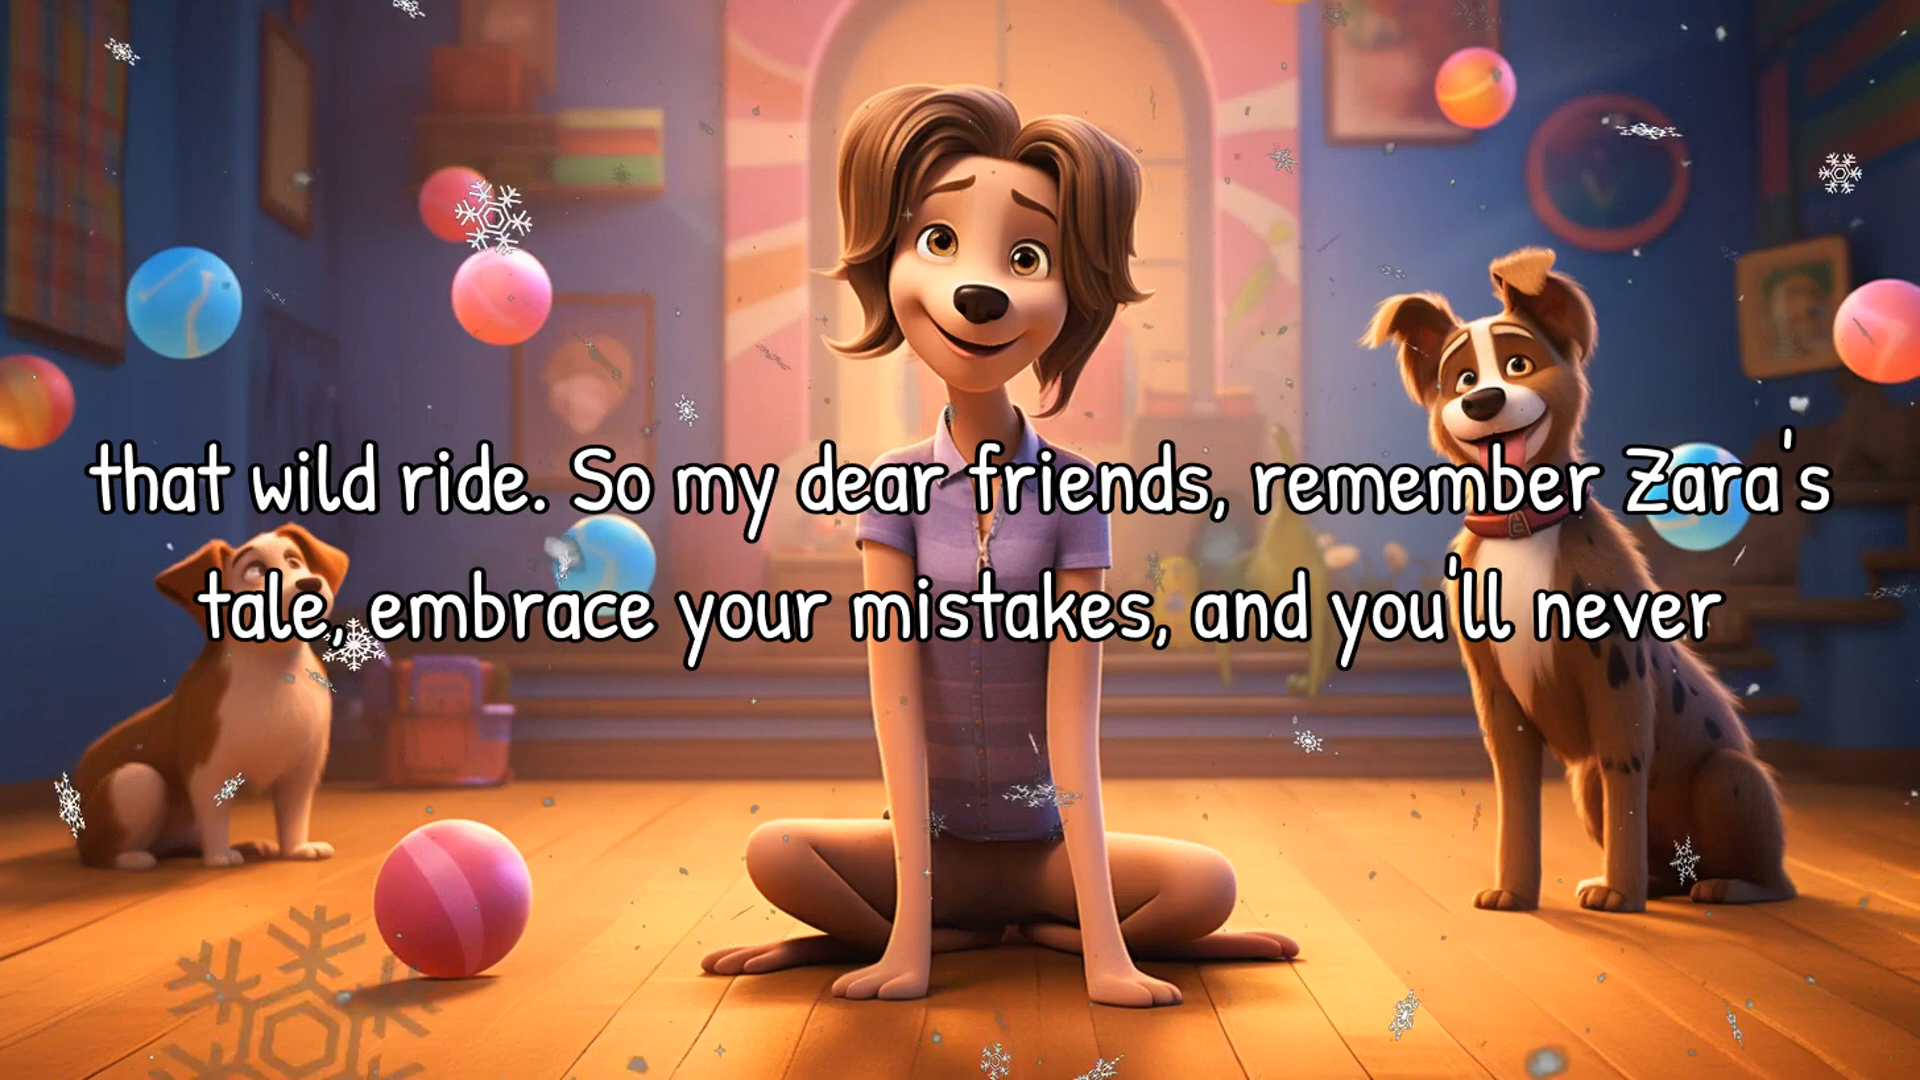 that wild ride. So my dear friends, remember Zara's
tale, embrace your mistakes, and you'll never